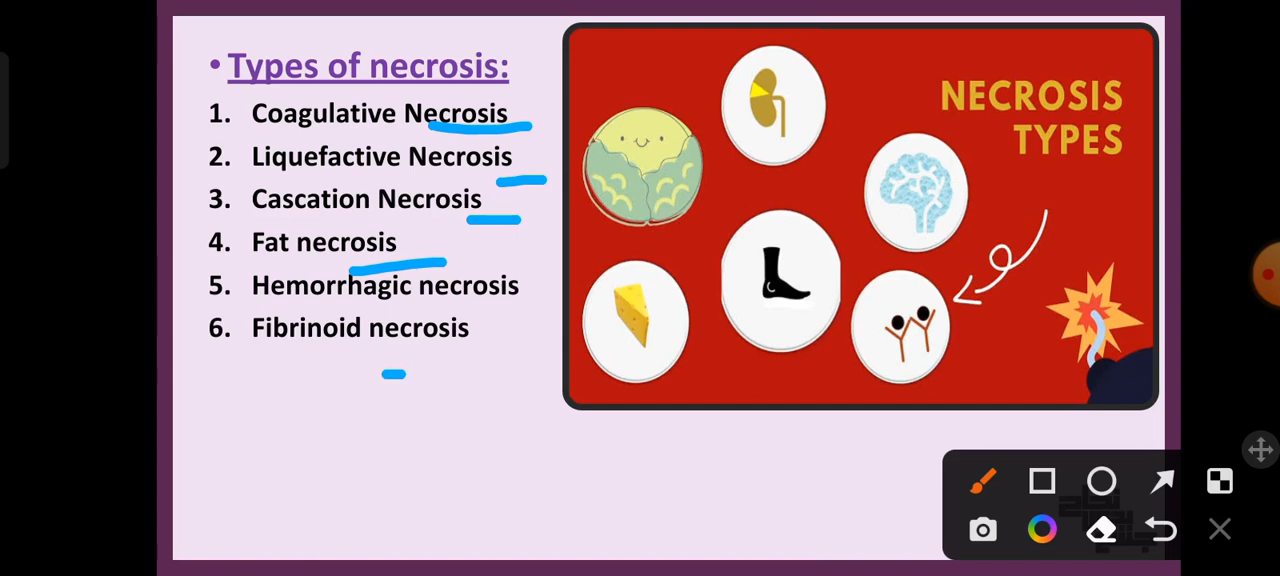 • Types of necrosis:
1. Coagulative Necrosis
2. Liquefactive Necrosis
3. Cascation Necrosis
4. Fat necrosis
5. Hemorrhagic necrosis
6. Fibrinoid necrosis
NECROSIS
TYPES